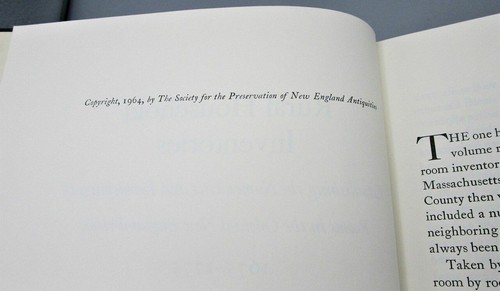 Copyright, 1964, by The Society for the Preservation of New England Antiquities
THE one h
volume r
room inventor
Massachusetts
County then
included a nu
neighboring
always been
Taken by
room by ro